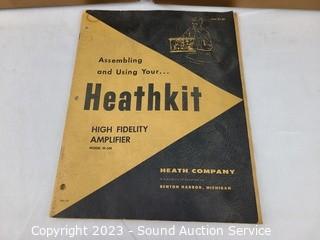 Assembling
and Using Your...
Heathkit
HIGH FIDELITY
AMPLIFIER
HEATH COMPANY
BENTON HARBOR, MICHIGAN
Copyright 2023 - Sound Auction Service